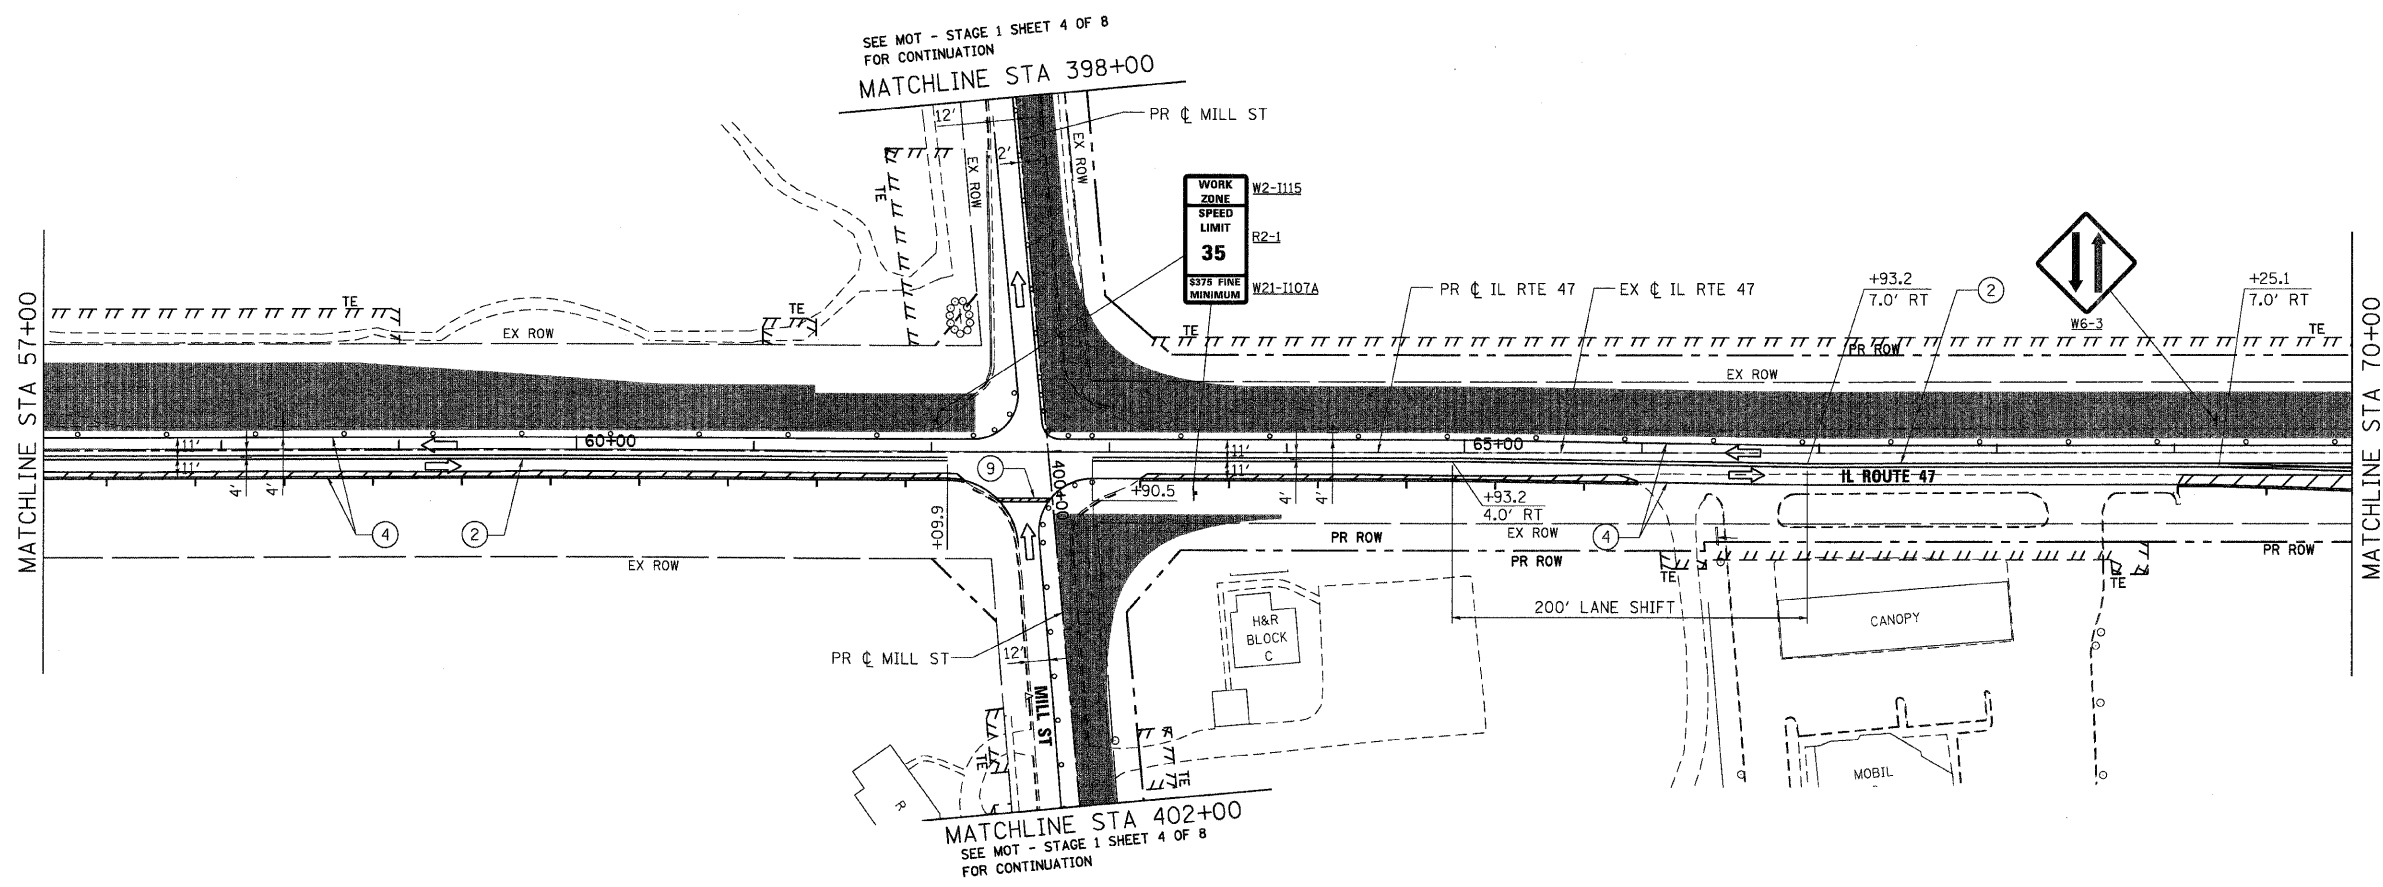 SEE MOT - STAGE 1 SHEET 4 OF 8
FOR CONTINUATION
MATCHLINE STA 398+00
12'
PR ℄ MILL ST
2'
EX ROW
EX ROW
TE
WORK
ZONE
SPEED
LIMIT
35
$375 FINE
MINIMUM
W2-I115
R2-1
W21-I107A
PR ℄ IL RTE 47
EX ℄ IL RTE 47
+93.2
7.0' RT
2
W6-3
+25.1
7.0' RT
MATCHLINE STA 57+00
MATCHLINE STA 70+00
TE
TE
EX ROW
TE
TE
PR ROW
EX ROW
11'
11'
60+00
65+00
11'
11'
4'
4'
9
400+00
+90.5
4'
4'
+93.2
4.0' RT
IL ROUTE 47
4
2
+09.9
EX ROW
PR ROW
EX ROW
4
PR ROW
PR ROW
TE
TE
200' LANE SHIFT
H&R
BLOCK
C
CANOPY
PR ℄ MILL ST
12'
MILL ST
TE
TE
R
MOBIL
MATCHLINE STA 402+00
SEE MOT - STAGE 1 SHEET 4 OF 8
FOR CONTINUATION